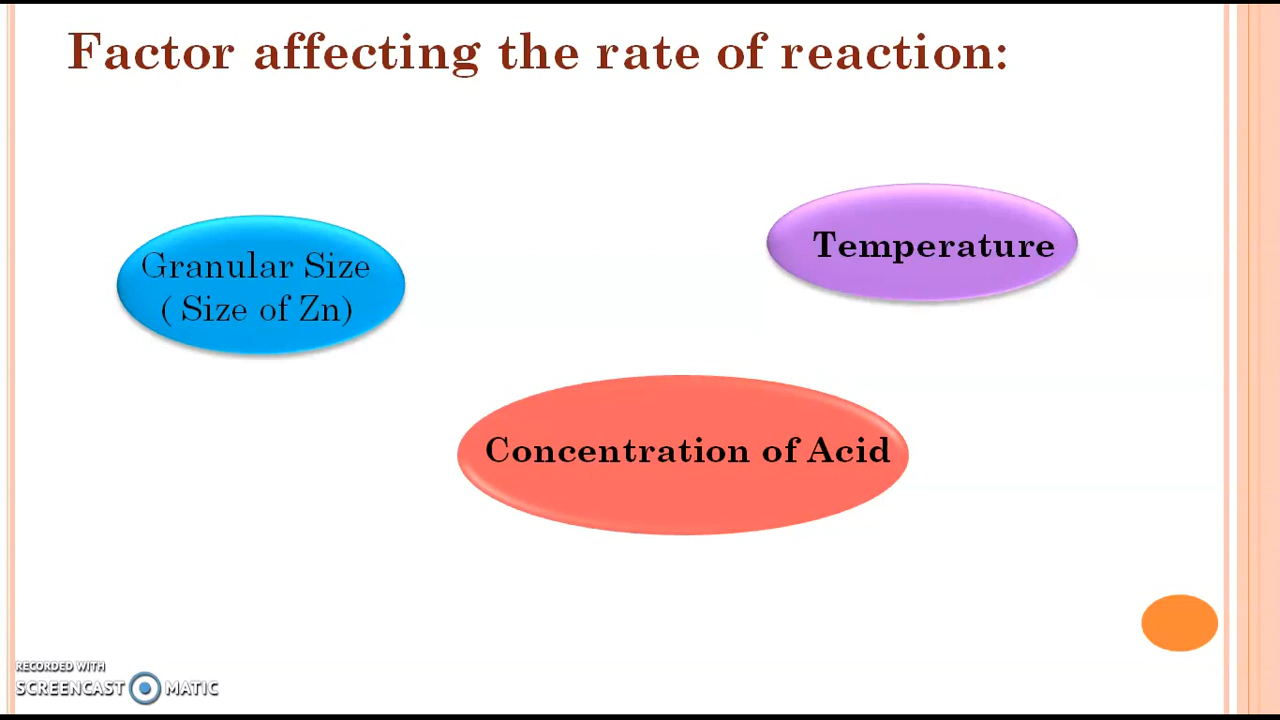 Factor affecting the rate of reaction:
Temperature
Granular Size
( Size of Zn)
Concentration of Acid
RECORDED WITH
SCREENCAST MATIC